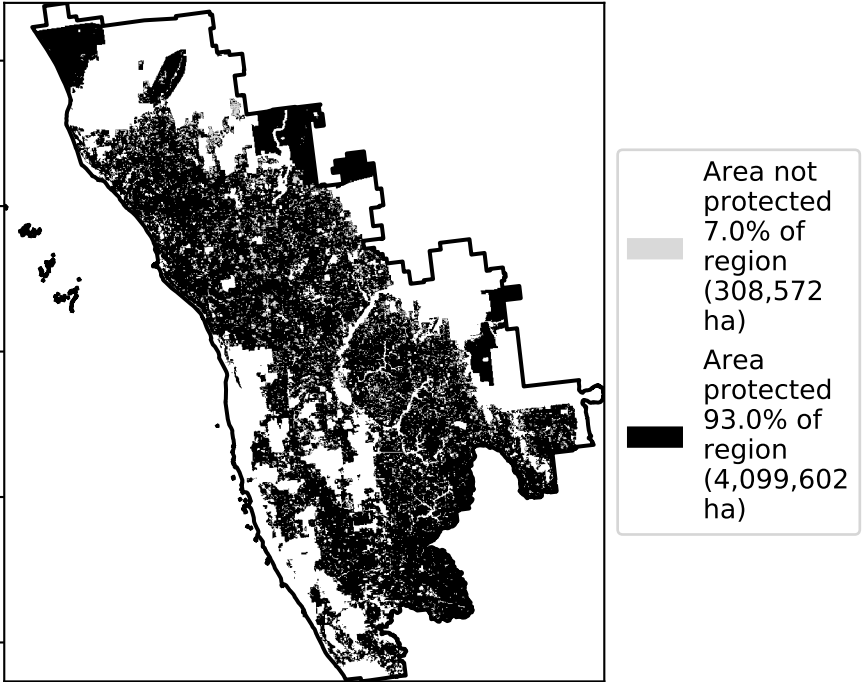 Area not
protected
7.0% of
region
(308,572
ha)
Area
protected
93.0% of
region
(4,099,602
ha)